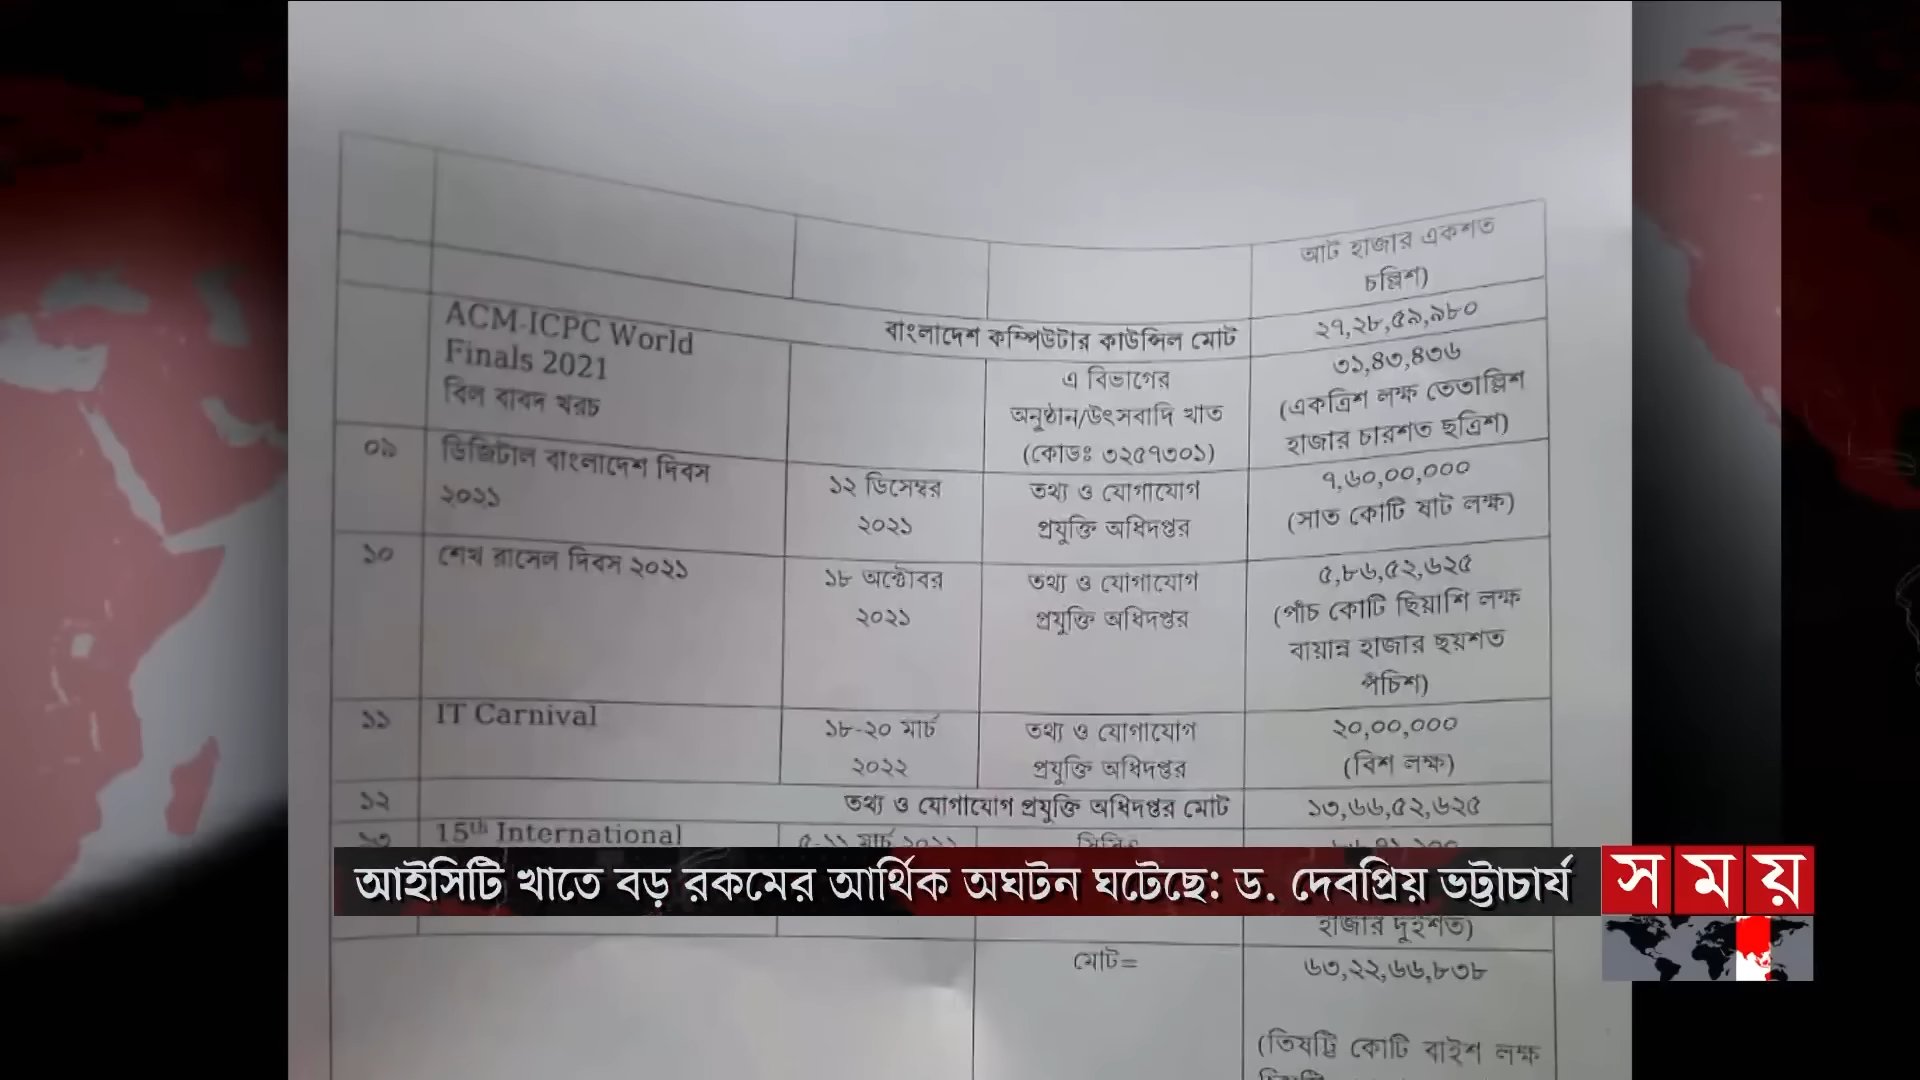 আট হাজার একশত
চল্লিশ)
বাংলাদেশ কম্পিউটার কাউন্সিল মোট
২৭,২৮,৫৯,৯৮০
ACM-ICPC World
Finals 2021
বিল বাবদ খরচ
এ বিভাগের
অনুষ্ঠান/উৎসবাদি খাত
(কোডঃ ৩২৫৭৩০১)
৩১,৪৩,৪৩৬
(একত্রিশ লক্ষ তেতাল্লিশ
হাজার চারশত ছত্রিশ)
০৯
ডিজিটাল বাংলাদেশ দিবস
২০২১
১২ ডিসেম্বর
২০২১
তথ্য ও যোগাযোগ
প্রযুক্তি অধিদপ্তর
৭,৬০,০০,০০০
(সাত কোটি ষাট লক্ষ)
১০
শেখ রাসেল দিবস ২০২১
১৮ অক্টোবর
২০২১
তথ্য ও যোগাযোগ
প্রযুক্তি অধিদপ্তর
৫,৮৬,৫২,৬২৫
(পাঁচ কোটি ছিয়াশি লক্ষ
বায়ান্ন হাজার ছয়শত
পঁচিশ)
১১
IT Carnival
১৮-২০ মার্চ
২০২২
তথ্য ও যোগাযোগ
প্রযুক্তি অধিদপ্তর
২০,০০,০০০
(বিশ লক্ষ)
১২
তথ্য ও যোগাযোগ প্রযুক্তি অধিদপ্তর মোট
১৩,৬৬,৫২,৬২৫
15th International
আইসিটি খাতে বড় রকমের আর্থিক অঘটন ঘটেছে: ড. দেবপ্রিয় ভট্টাচার্য
সময়
হাজার দুইশত)
মোট=
৬৩,২২,৬৬,৮৩৮
(তিষট্টি কোটি বাইশ লক্ষ